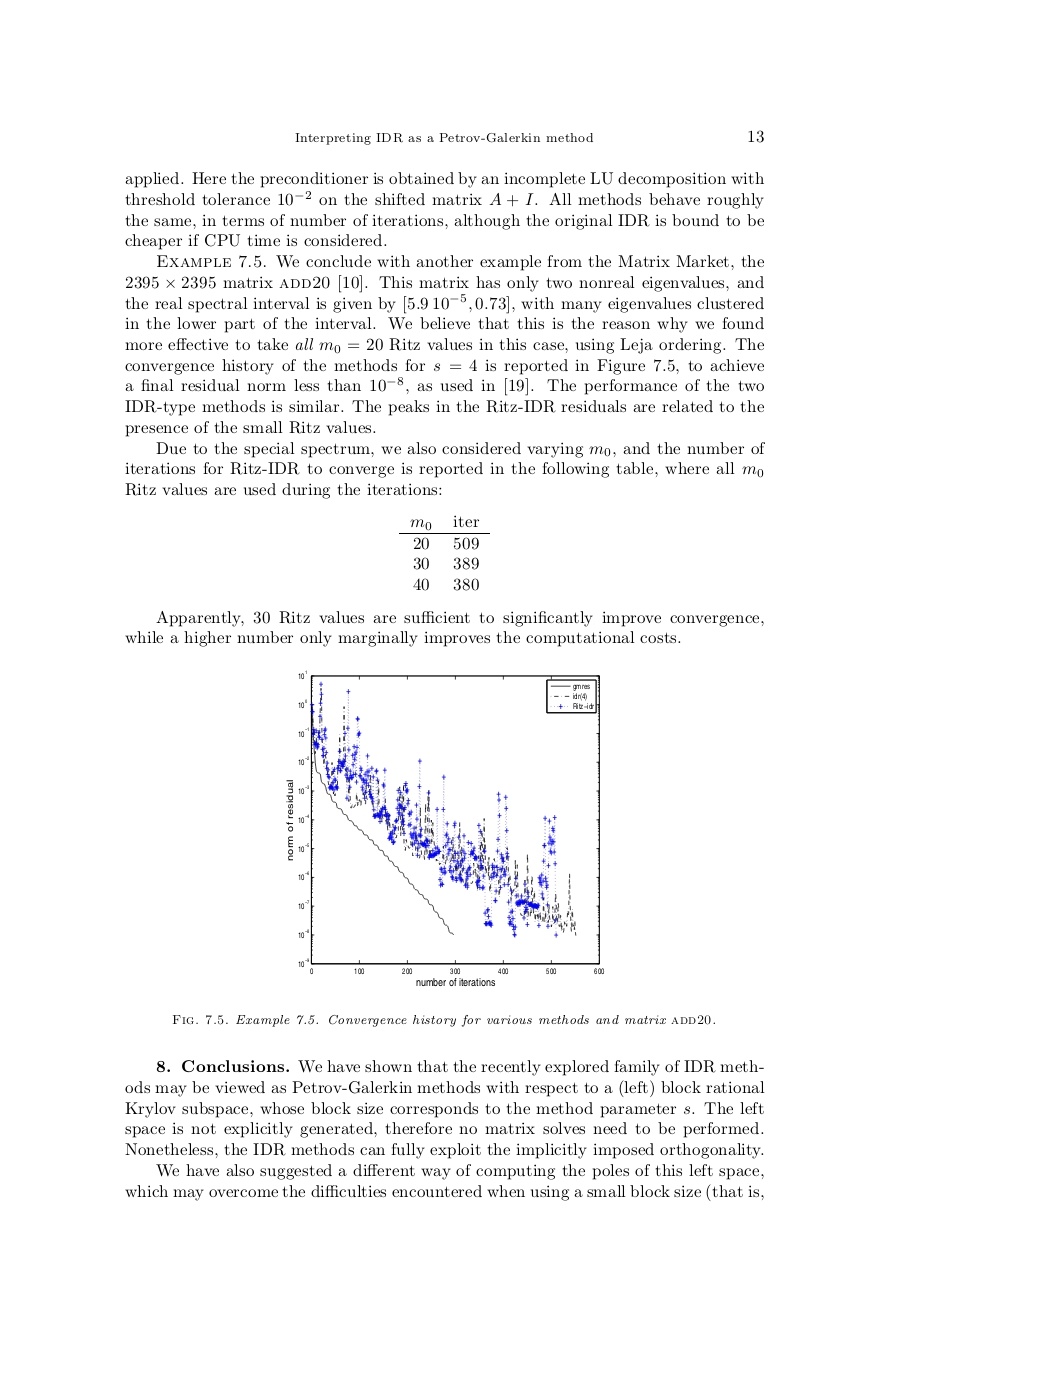 Interpreting IDR as a Petrov-Galerkin method 13
applied. Here the preconditioner is obtained by an incomplete LU decomposition with
threshold tolerance 10⁻² on the shifted matrix A + I. All methods behave roughly
the same, in terms of number of iterations, although the original IDR is bound to be
cheaper if CPU time is considered.
EXAMPLE 7.5. We conclude with another example from the Matrix Market, the
2395 × 2395 matrix ADD20 [10]. This matrix has only two nonreal eigenvalues, and
the real spectral interval is given by [5.9 10⁻⁵, 0.73], with many eigenvalues clustered
in the lower part of the interval. We believe that this is the reason why we found
more effective to take all m₀ = 20 Ritz values in this case, using Leja ordering. The
convergence history of the methods for s = 4 is reported in Figure 7.5, to achieve
a final residual norm less than 10⁻⁸, as used in [19]. The performance of the two
IDR-type methods is similar. The peaks in the Ritz-IDR residuals are related to the
presence of the small Ritz values.
Due to the special spectrum, we also considered varying m₀, and the number of
iterations for Ritz-IDR to converge is reported in the following table, where all m₀
Ritz values are used during the iterations:
m₀ iter
20 509
30 389
40 380
Apparently, 30 Ritz values are sufficient to significantly improve convergence,
while a higher number only marginally improves the computational costs.
10¹
10⁰
10⁻¹
10⁻²
10⁻³
10⁻⁴
10⁻⁵
10⁻⁶
10⁻⁷
10⁻⁸
10⁻⁹
norm of residual
gmres
idr(4)
Ritz-idr
0 100 200 300 400 500 600
number of iterations
FIG. 7.5. Example 7.5. Convergence history for various methods and matrix ADD20.
8. Conclusions. We have shown that the recently explored family of IDR meth-
ods may be viewed as Petrov-Galerkin methods with respect to a (left) block rational
Krylov subspace, whose block size corresponds to the method parameter s. The left
space is not explicitly generated, therefore no matrix solves need to be performed.
Nonetheless, the IDR methods can fully exploit the implicitly imposed orthogonality.
We have also suggested a different way of computing the poles of this left space,
which may overcome the difficulties encountered when using a small block size (that is,